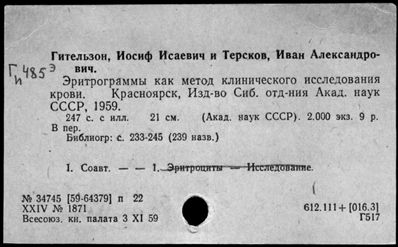 Гительзон, Иосиф Исаевич и Терсков, Иван Александро-
вич.
Г485э
п
Эритрограммы как метод клинического исследования
крови. Красноярск, Изд-во Сиб. отд-ния Акад. наук
СССР, 1959.
247 с. с илл. 21 см. (Акад. наук СССР). 2.000 экз. 9 р.
В пер.
Библиогр: с. 233-245 (239 назв.)
I. Соавт. — — 1. Эритроциты — Исследование.
№ 34745 [59-64379] п 22
XXIV № 1871
Всесоюз. кн. палата 3 XI 59
612.111+[016.3]
Г517